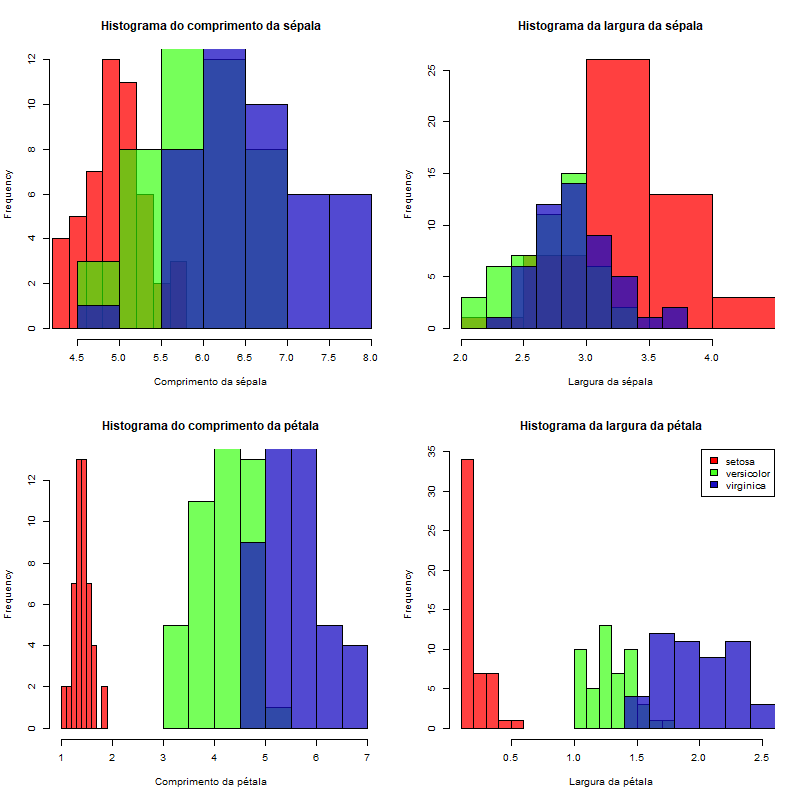 Histograma do comprimento da sépala
Frequency
0 2 4 6 8 10 12
4.5 5.0 5.5 6.0 6.5 7.0 7.5 8.0
Comprimento da sépala
Histograma da largura da sépala
Frequency
0 5 10 15 20 25
2.0 2.5 3.0 3.5 4.0
Largura da sépala
Histograma do comprimento da pétala
Frequency
0 2 4 6 8 10 12
1 2 3 4 5 6 7
Comprimento da pétala
Histograma da largura da pétala
Frequency
0 5 10 15 20 25 30 35
0.5 1.0 1.5 2.0 2.5
Largura da pétala
setosa
versicolor
virginica